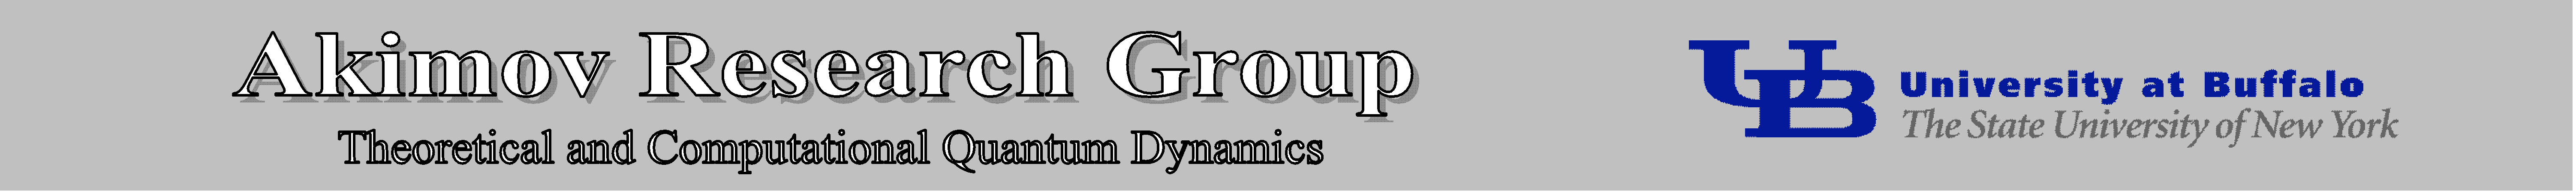 Akimov Research Group
Theoretical and Computational Quantum Dynamics
UB
University at Buffalo
The State University of New York